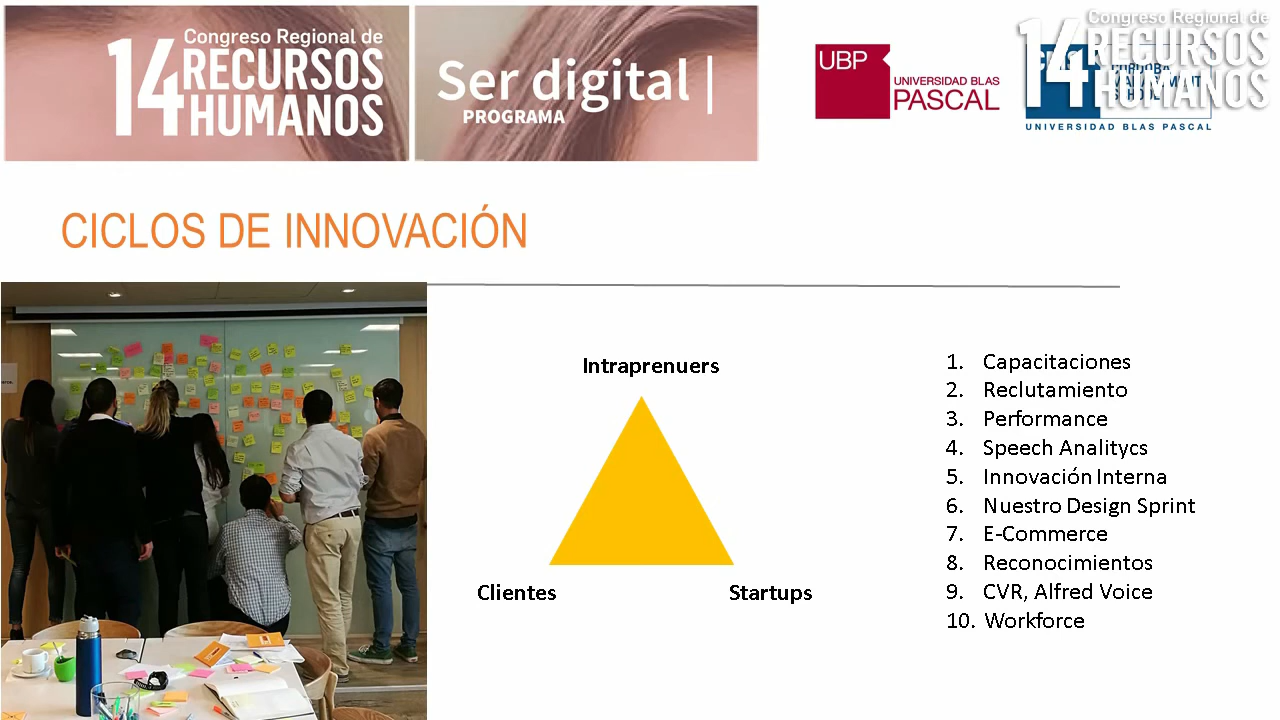 Congreso Regional de
14 RECURSOS
HUMANOS
Ser digital |
PROGRAMA
UBP
UNIVERSIDAD BLAS
PASCAL
Congreso Regional de
14 RECURSOS
HUMANOS
UNIVERSIDAD BLAS PASCAL
CICLOS DE INNOVACIÓN
Intraprenuers
Clientes
Startups
1. Capacitaciones
2. Reclutamiento
3. Performance
4. Speech Analitycs
5. Innovación Interna
6. Nuestro Design Sprint
7. E-Commerce
8. Reconocimientos
9. CVR, Alfred Voice
10. Workforce